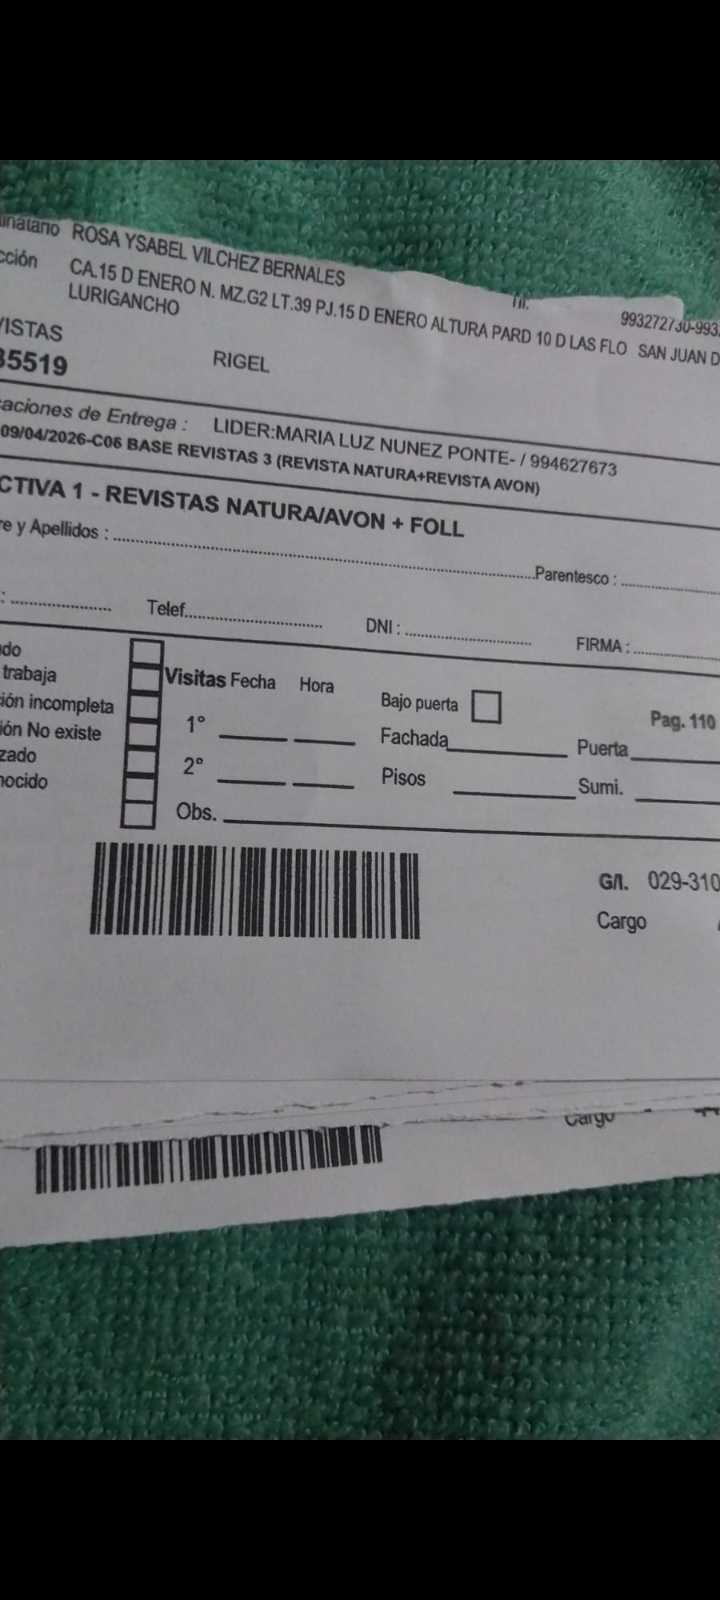 ROSA YSABEL VILCHEZ BERNALES
CA.15 D ENERO N. MZ.G2 LT.39 PJ.15 D ENERO ALTURA PARD 10 D LAS FLO SAN JUAN D
LURIGANCHO
993272730-993
VISTAS
35519 RIGEL
caciones de Entrega : LIDER:MARIA LUZ NUNEZ PONTE- / 994627673
09/04/2026-C06 BASE REVISTAS 3 (REVISTA NATURA+REVISTA AVON)
CTIVA 1 - REVISTAS NATURA/AVON + FOLL
re y Apellidos : Parentesco :
: Telef. DNI : FIRMA :
do
trabaja Visitas Fecha Hora Bajo puerta Pag. 110
ión incompleta 1° Fachada Puerta
ión No existe 2° Pisos Sumi.
zado
nocido Obs.
G/I. 029-310
Cargo
Cargo